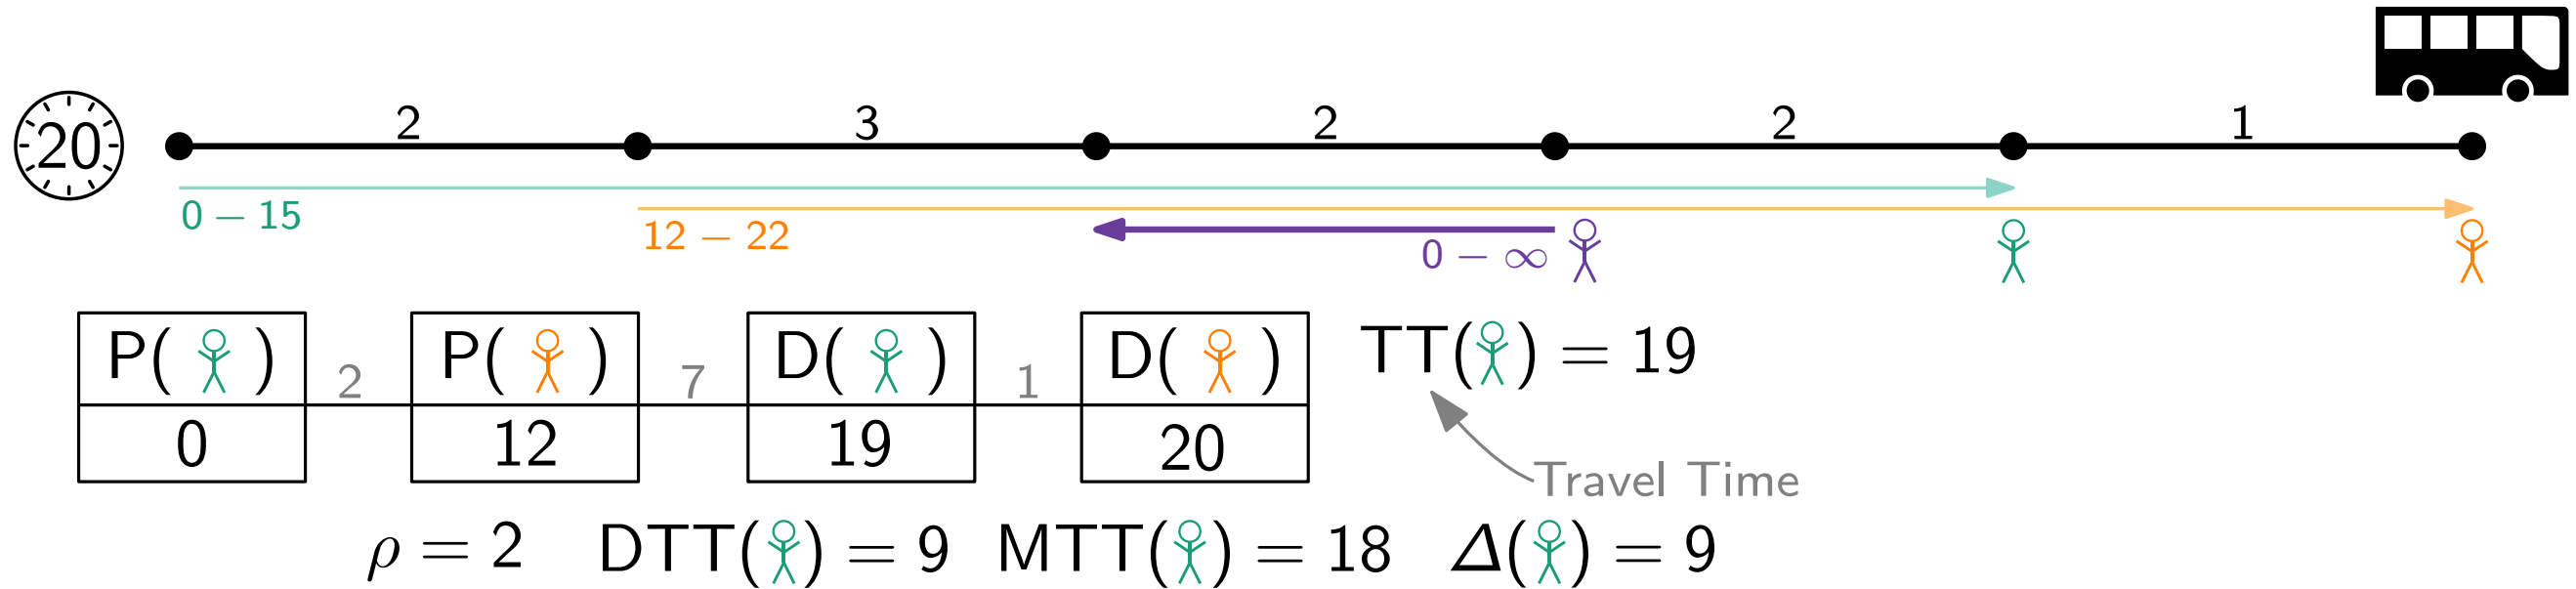 20 2 3 2 2 1
0 – 15
12 – 22
0 – ∞
P( ) 2 P( ) 7 D( ) 1 D( ) TT( ) = 19
0 12 19 20
Travel Time
ρ = 2 DTT( ) = 9 MTT( ) = 18 Δ( ) = 9